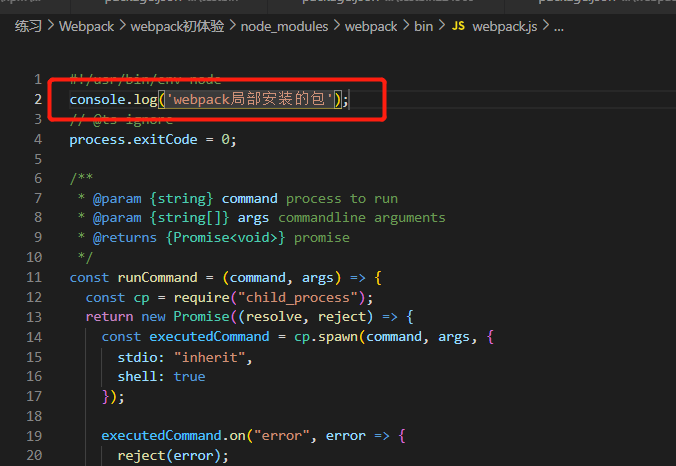 练习 > Webpack > webpack初体验 > node_modules > webpack > bin > JS webpack.js > ...
1 #!/usr/bin/env node
2 console.log('webpack局部安装的包');
3 // @ts-ignore
4 process.exitCode = 0;
5
6 /**
7  * @param {string} command process to run
8  * @param {string[]} args commandline arguments
9  * @returns {Promise<void>} promise
10  */
11 const runCommand = (command, args) => {
12   const cp = require("child_process");
13   return new Promise((resolve, reject) => {
14     const executedCommand = cp.spawn(command, args, {
15       stdio: "inherit",
16       shell: true
17     });
18
19     executedCommand.on("error", error => {
20       reject(error);